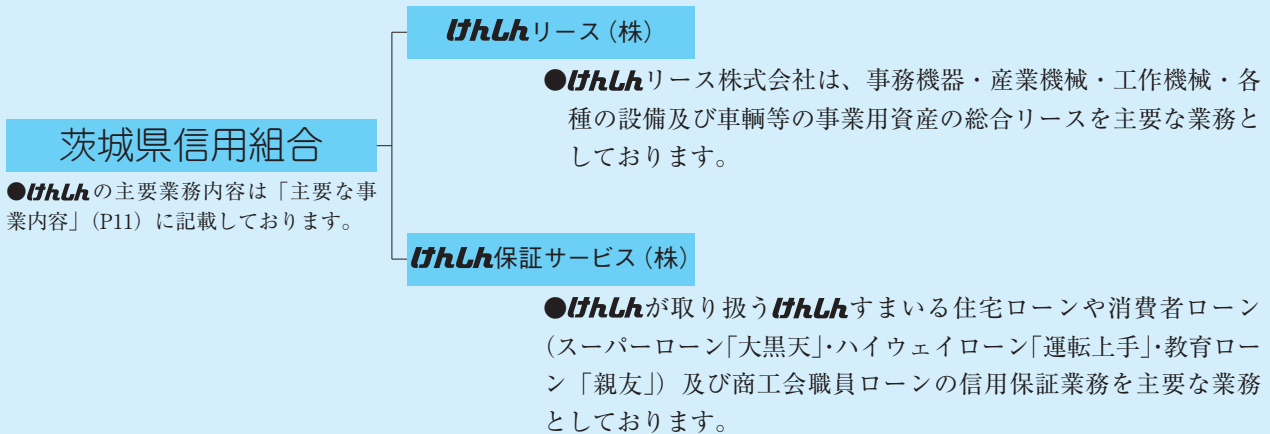 けんしんリース（株）
●けんしんリース株式会社は、事務機器・産業機械・工作機械・各
種の設備及び車輌等の事業用資産の総合リースを主要な業務と
しております。
茨城県信用組合
●けんしんの主要業務内容は「主要な事
業内容」（P11）に記載しております。
けんしん保証サービス（株）
●けんしんが取り扱うけんしんすまいる住宅ローンや消費者ローン
（スーパーローン「大黒天」・ハイウェイローン「運転上手」・教育ロー
ン「親友」）及び商工会職員ローンの信用保証業務を主要な業務
としております。